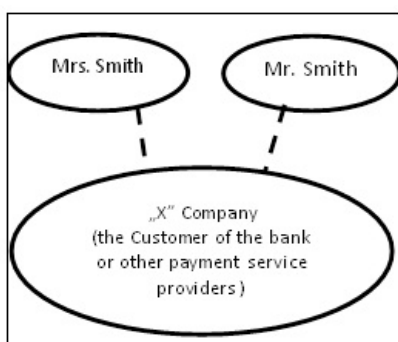 Mrs. Smith
Mr. Smith
„X” Company
(the Customer of the bank
or other payment service
providers)